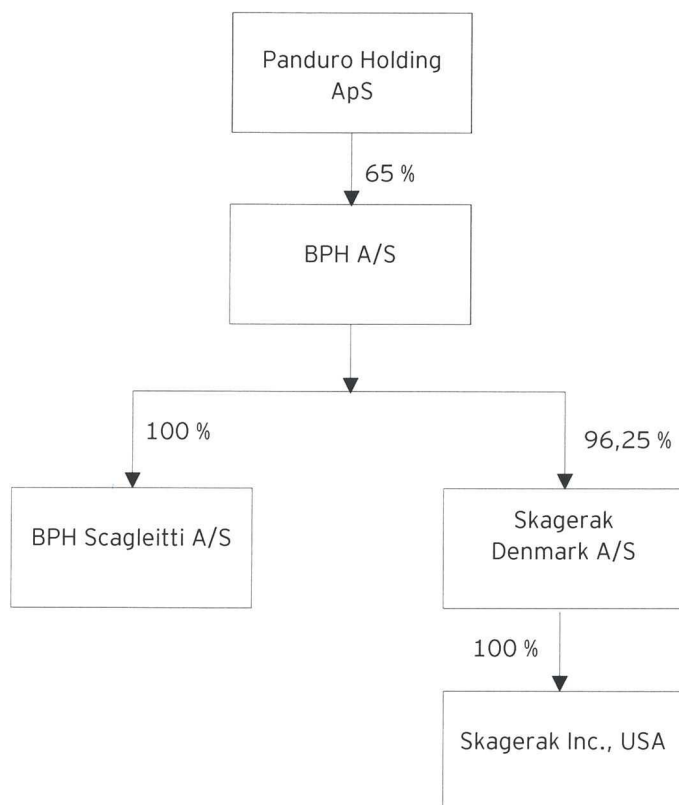 Panduro Holding
ApS
65 %
BPH A/S
100 %
96,25 %
BPH Scagleitti A/S
Skagerak
Denmark A/S
100 %
Skagerak Inc., USA